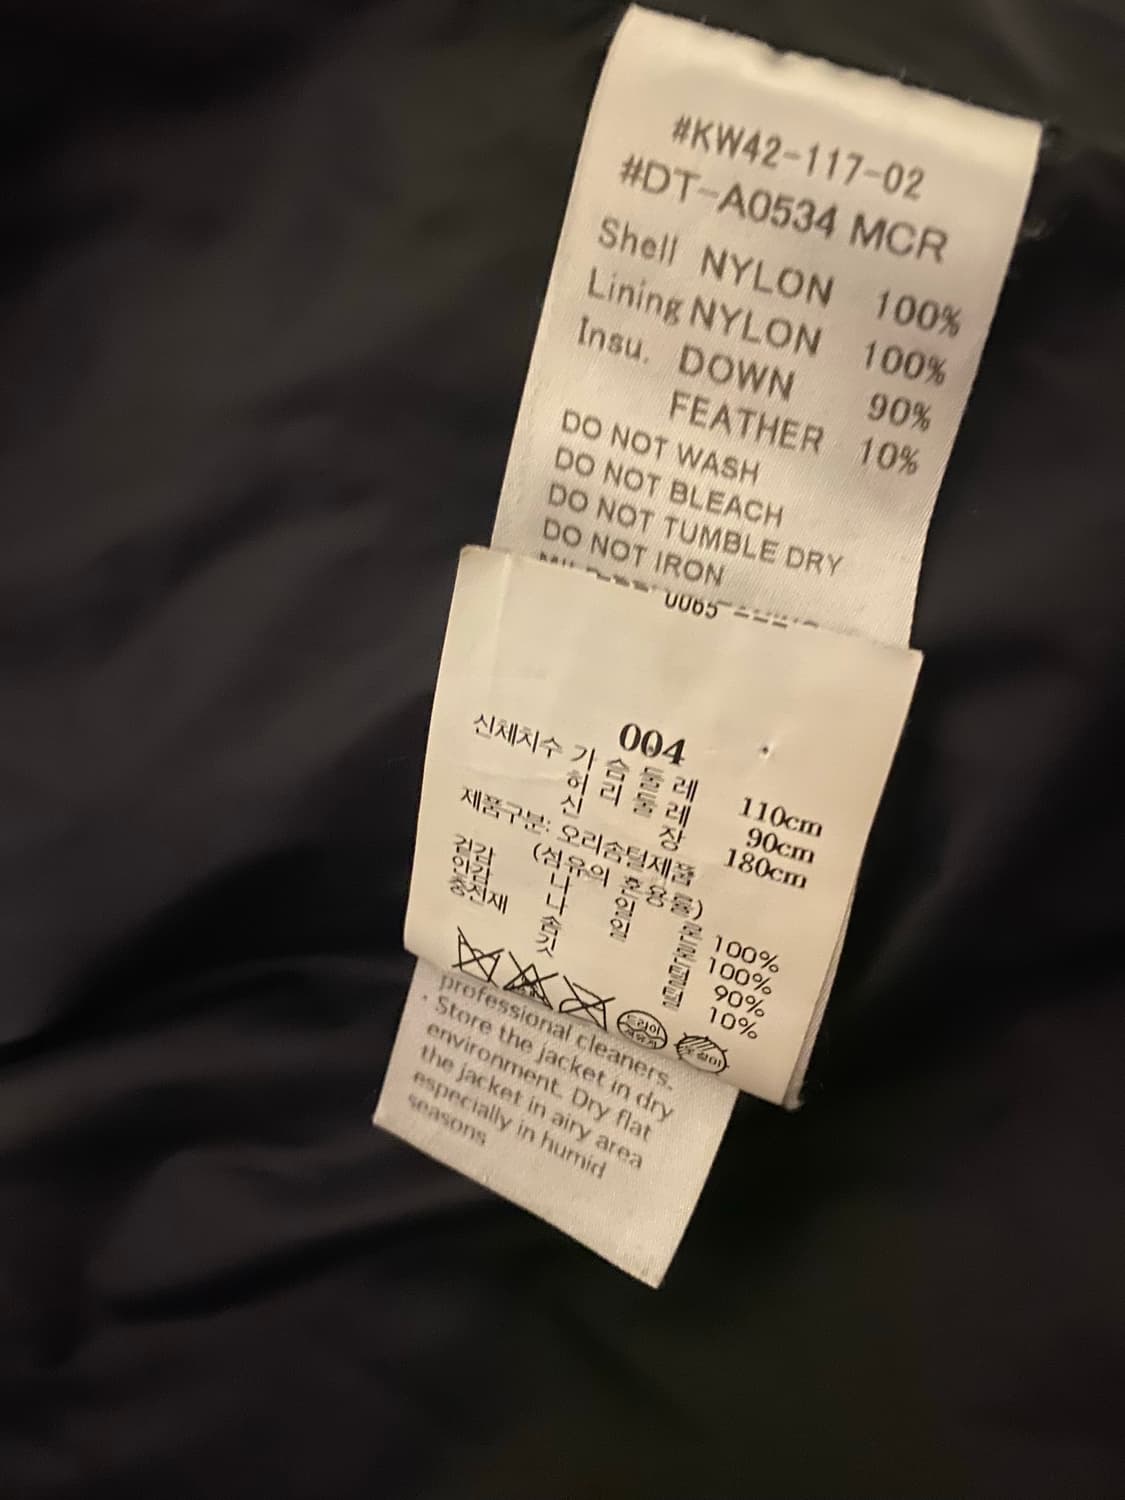 #KW42-117-02
#DT-A0534 MCR
Shell NYLON 100%
Lining NYLON 100%
Insu. DOWN 90%
FEATHER 10%
DO NOT WASH
DO NOT BLEACH
DO NOT TUMBLE DRY
DO NOT IRON
0065
004
신체치수 가 슴 둘 레 110cm
허 리 둘 레 90cm
신 장 180cm
제품구분: 오리솜털제품
(섬유의 혼용률)
겉감 나 일 론 100%
안감 나 일 론 100%
충전재 솜 털 90%
깃 털 10%
드라이
professional cleaners.
. Store the jacket in dry
environment. Dry flat
the jacket in airy area
especially in humid
seasons